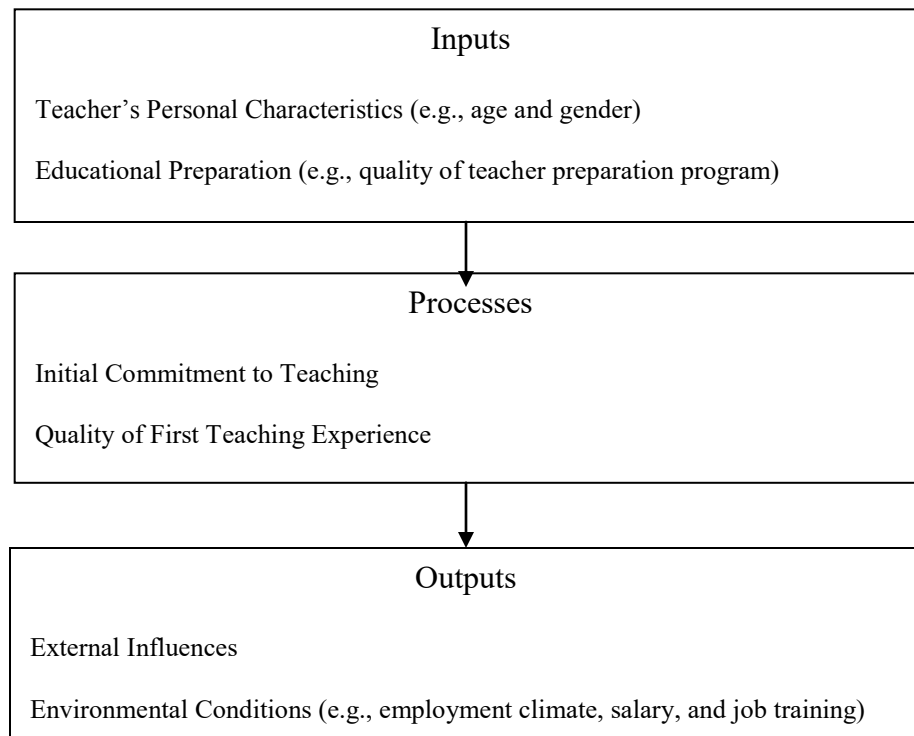 Inputs
Teacher’s Personal Characteristics (e.g., age and gender)
Educational Preparation (e.g., quality of teacher preparation program)
Processes
Initial Commitment to Teaching
Quality of First Teaching Experience
Outputs
External Influences
Environmental Conditions (e.g., employment climate, salary, and job training)